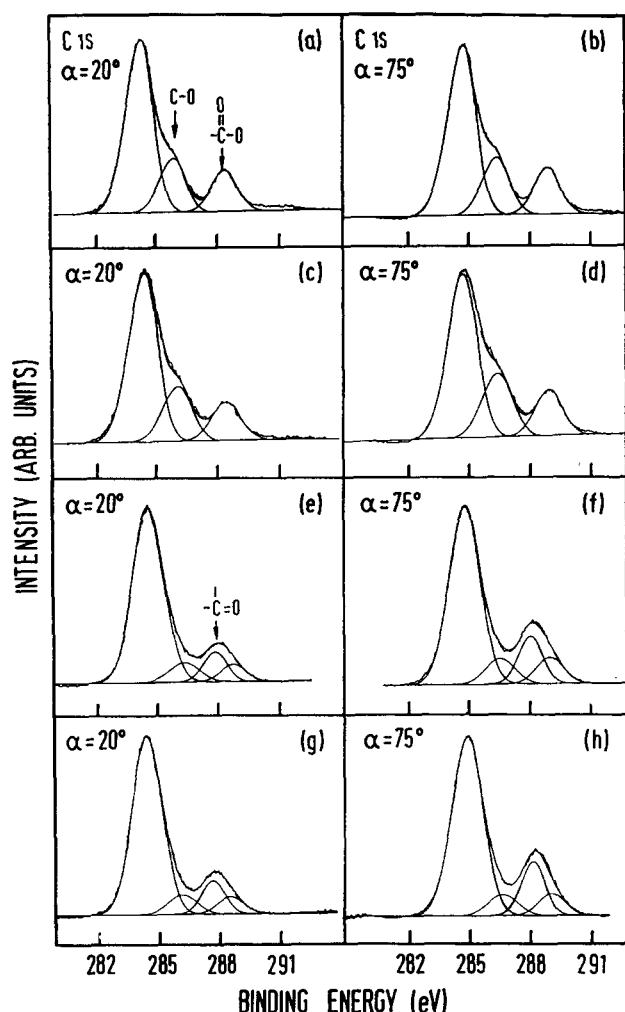 C 1s (a)
α=20°
C-O
O
-C-O
C 1s (b)
α=75°
α=20° (c)
α=75° (d)
α=20° (e)
-C=O
α=75° (f)
α=20° (g)
α=75° (h)
INTENSITY (ARB. UNITS)
282 285 288 291
282 285 288 291
BINDING ENERGY (eV)